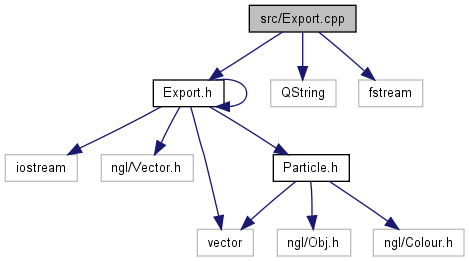 src/Export.cpp
Export.h
QString
fstream
iostream
ngl/Vector.h
Particle.h
vector
ngl/Obj.h
ngl/Colour.h